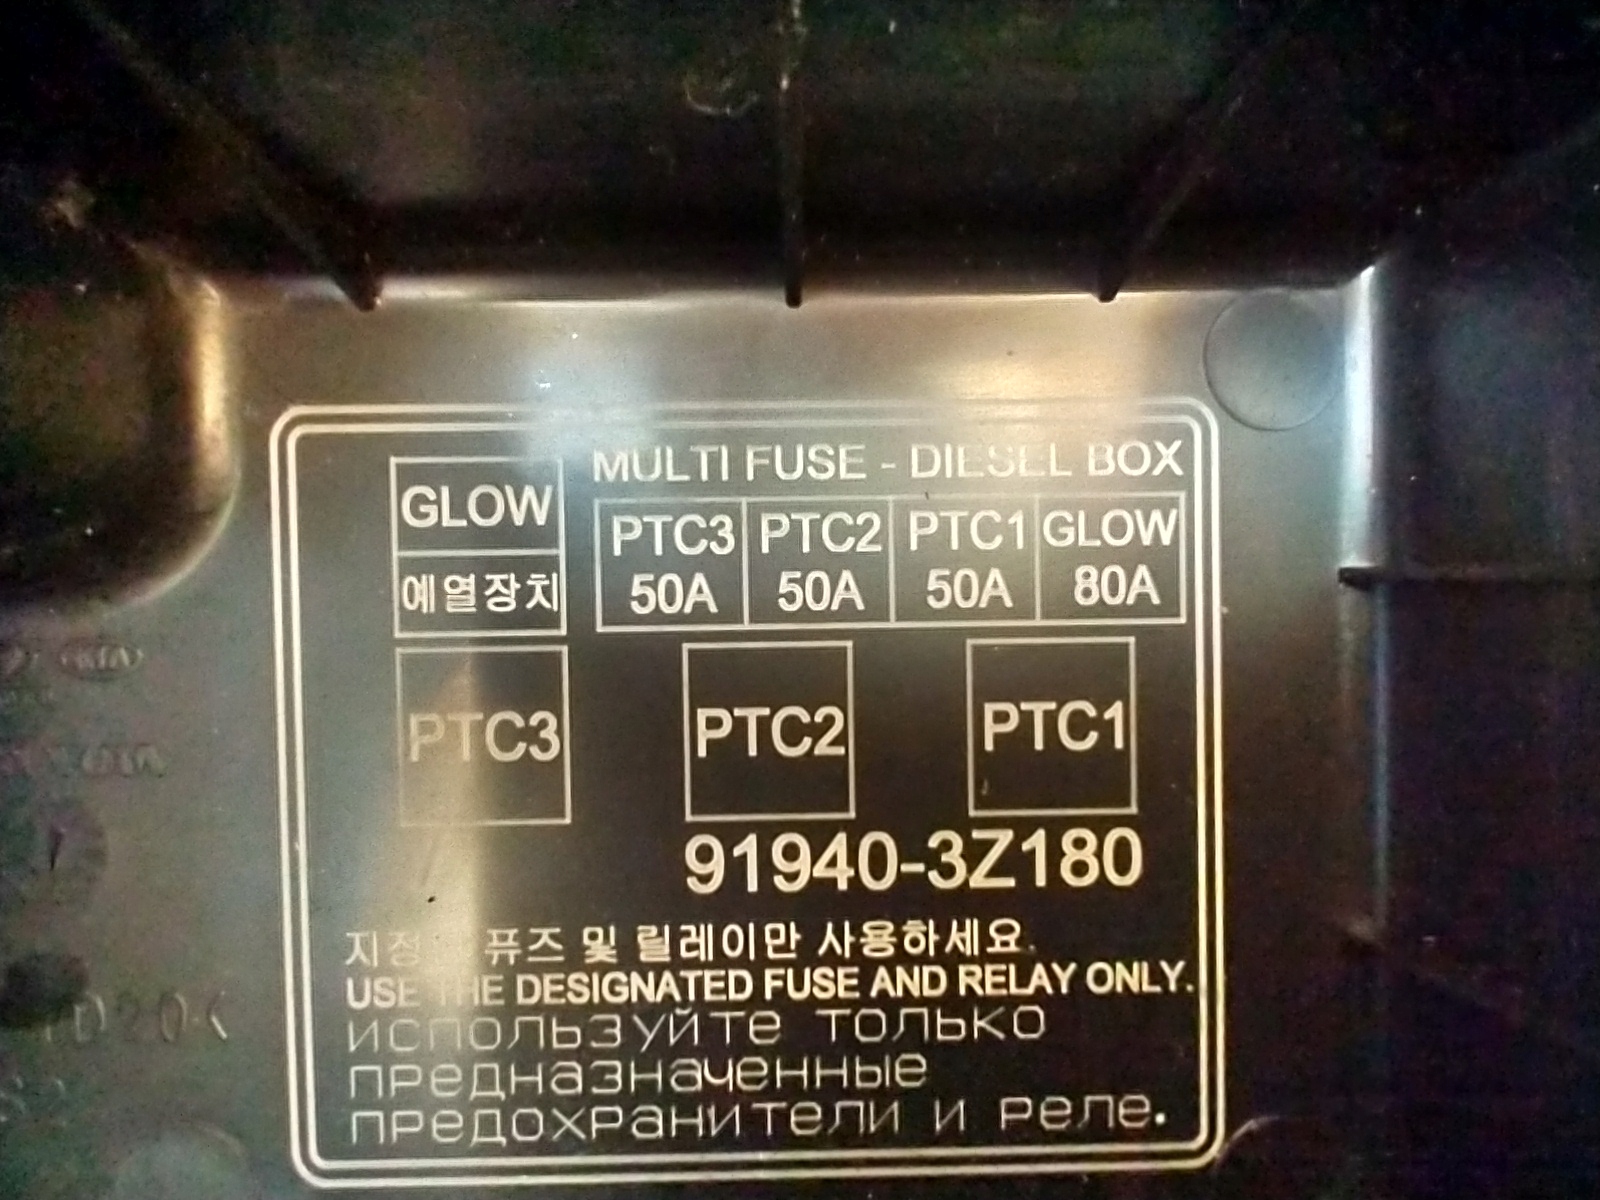 MULTI FUSE - DIESEL BOX
GLOW
예열장치
PTC3 PTC2 PTC1 GLOW
50A 50A 50A 80A
PTC3 PTC2 PTC1
91940-3Z180
퓨즈 및 릴레이만 사용하세요.
USE THE DESIGNATED FUSE AND RELAY ONLY.
используйте только
предназначенные
предохранители и реле.